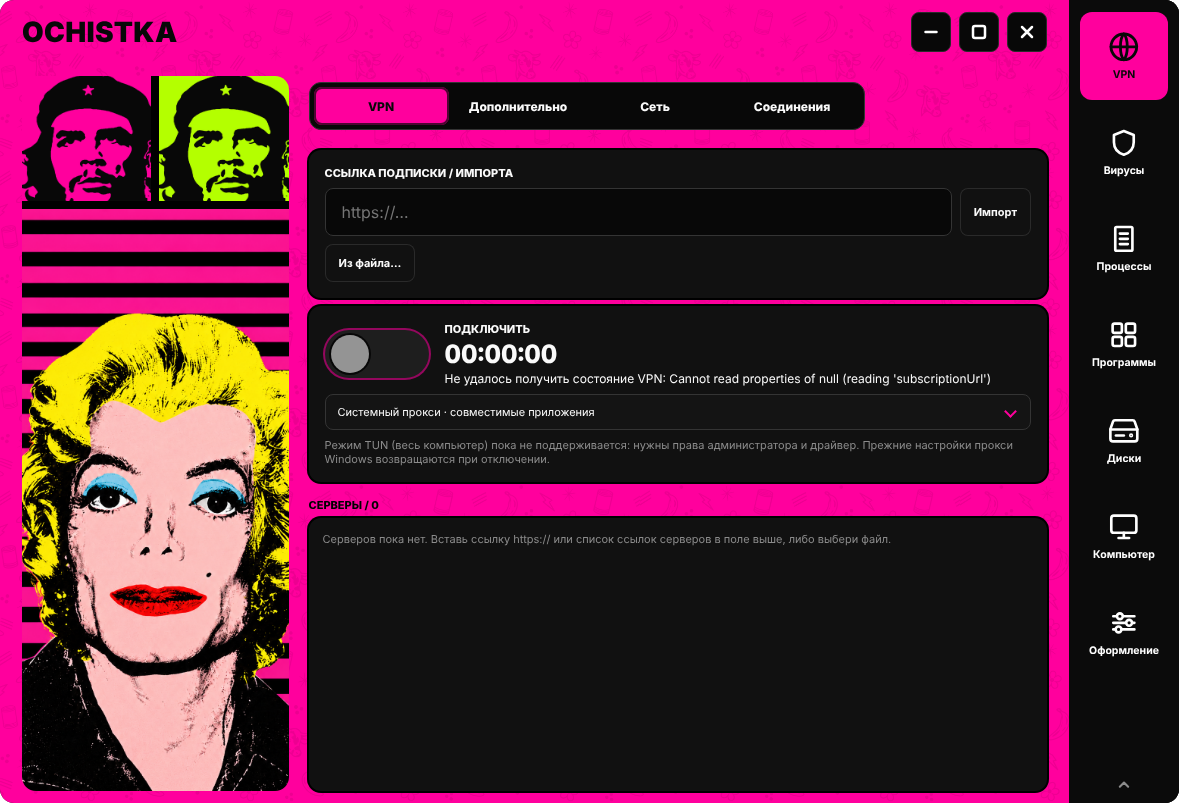 OCHISTKA
VPN
Дополнительно
Сеть
Соединения
ССЫЛКА ПОДПИСКИ / ИМПОРТА
https://...
Импорт
Из файла...
ПОДКЛЮЧИТЬ
00:00:00
Не удалось получить состояние VPN: Cannot read properties of null (reading 'subscriptionUrl')
Системный прокси · совместимые приложения
Режим TUN (весь компьютер) пока не поддерживается: нужны права администратора и драйвер. Прежние настройки прокси
Windows возвращаются при отключении.
СЕРВЕРЫ / 0
Серверов пока нет. Вставь ссылку https:// или список ссылок серверов в поле выше, либо выбери файл.
VPN
Вирусы
Процессы
Программы
Диски
Компьютер
Оформление